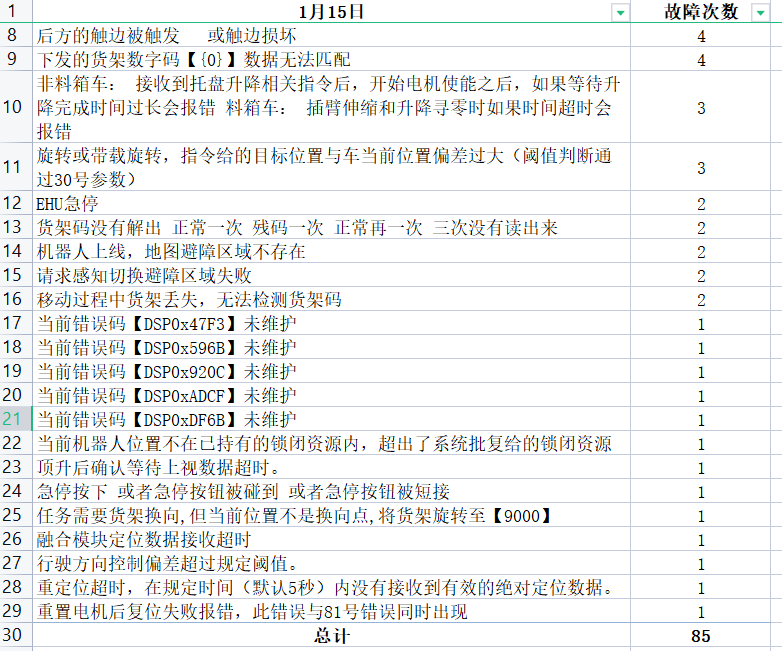 1 1月15日 故障次数
8 后方的触边被触发 或触边损坏 4
9 下发的货架数字码【{0}】数据无法匹配 4
非料箱车： 接收到托盘升降相关指令后，开始电机使能之后，如果等待升
10 降完成时间过长会报错 料箱车： 插臂伸缩和升降寻零时如果时间超时会 3
报错
11 旋转或带载旋转，指令给的目标位置与车当前位置偏差过大（阈值判断通 3
过30号参数）
12 EHU急停 2
13 货架码没有解出 正常一次 残码一次 正常再一次 三次没有读出来 2
14 机器人上线，地图避障区域不存在 2
15 请求感知切换避障区域失败 2
16 移动过程中货架丢失，无法检测货架码 2
17 当前错误码【DSP0x47F3】未维护 1
18 当前错误码【DSP0x596B】未维护 1
19 当前错误码【DSP0x920C】未维护 1
20 当前错误码【DSP0xADCF】未维护 1
21 当前错误码【DSP0xDF6B】未维护 1
22 当前机器人位置不在已持有的锁闭资源内，超出了系统批复给的锁闭资源 1
23 顶升后确认等待上视数据超时。 1
24 急停按下 或者急停按钮被碰到 或者急停按钮被短接 1
25 任务需要货架换向,但当前位置不是换向点,将货架旋转至【9000】 1
26 融合模块定位数据接收超时 1
27 行驶方向控制偏差超过规定阈值。 1
28 重定位超时，在规定时间（默认5秒）内没有接收到有效的绝对定位数据。 1
29 重置电机后复位失败报错，此错误与81号错误同时出现 1
30 总计 85